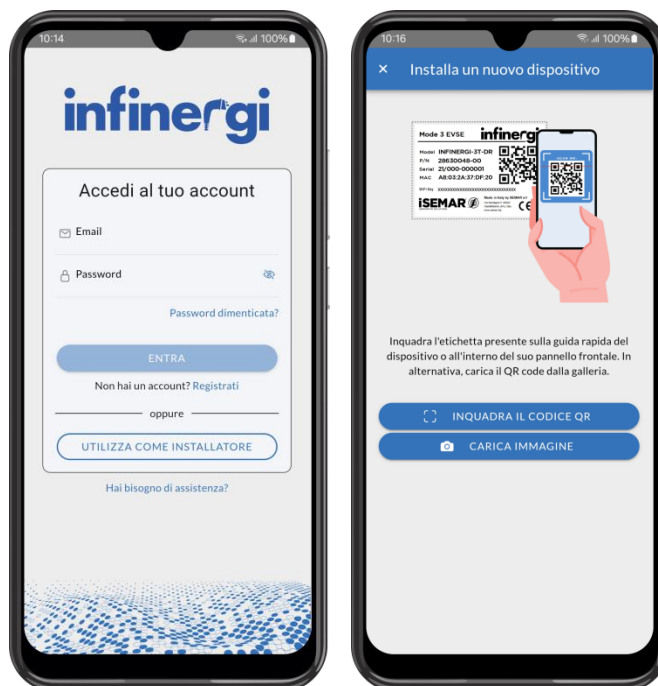 10:14
100%
infinergi
Accedi al tuo account
Email
Password
Password dimenticata?
ENTRA
Non hai un account? Registrati
oppure
UTILIZZA COME INSTALLATORE
Hai bisogno di assistenza?
10:16
100%
× Installa un nuovo dispositivo
Mode 3 EVSE infinergi
Model INFINERGI-3T-DR
P/N 28630048-00
Serial 21/000-000001
MAC A8:03:2A:37:DF:20
iSEMAR
CE
Inquadra l'etichetta presente sulla guida rapida del
dispositivo o all'interno del suo pannello frontale. In
alternativa, carica il QR code dalla galleria.
INQUADRA IL CODICE QR
CARICA IMMAGINE